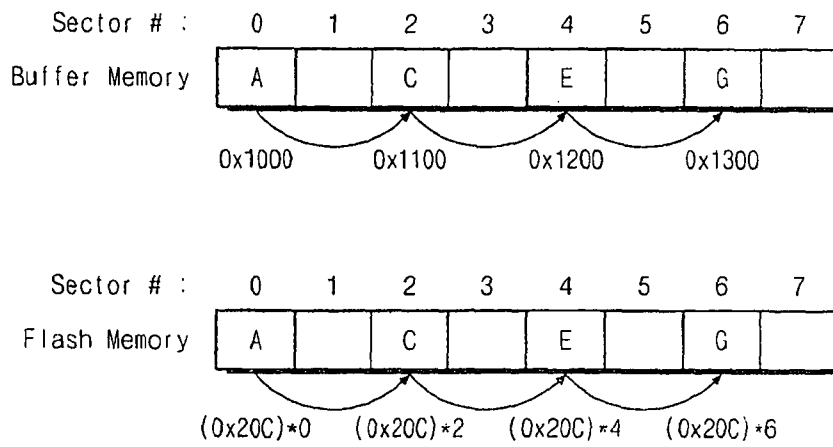 Sector # : 0 1 2 3 4 5 6 7
Buffer Memory A C E G
0x1000 0x1100 0x1200 0x1300
Sector # : 0 1 2 3 4 5 6 7
Flash Memory A C E G
(0x20C)*0 (0x20C)*2 (0x20C)*4 (0x20C)*6